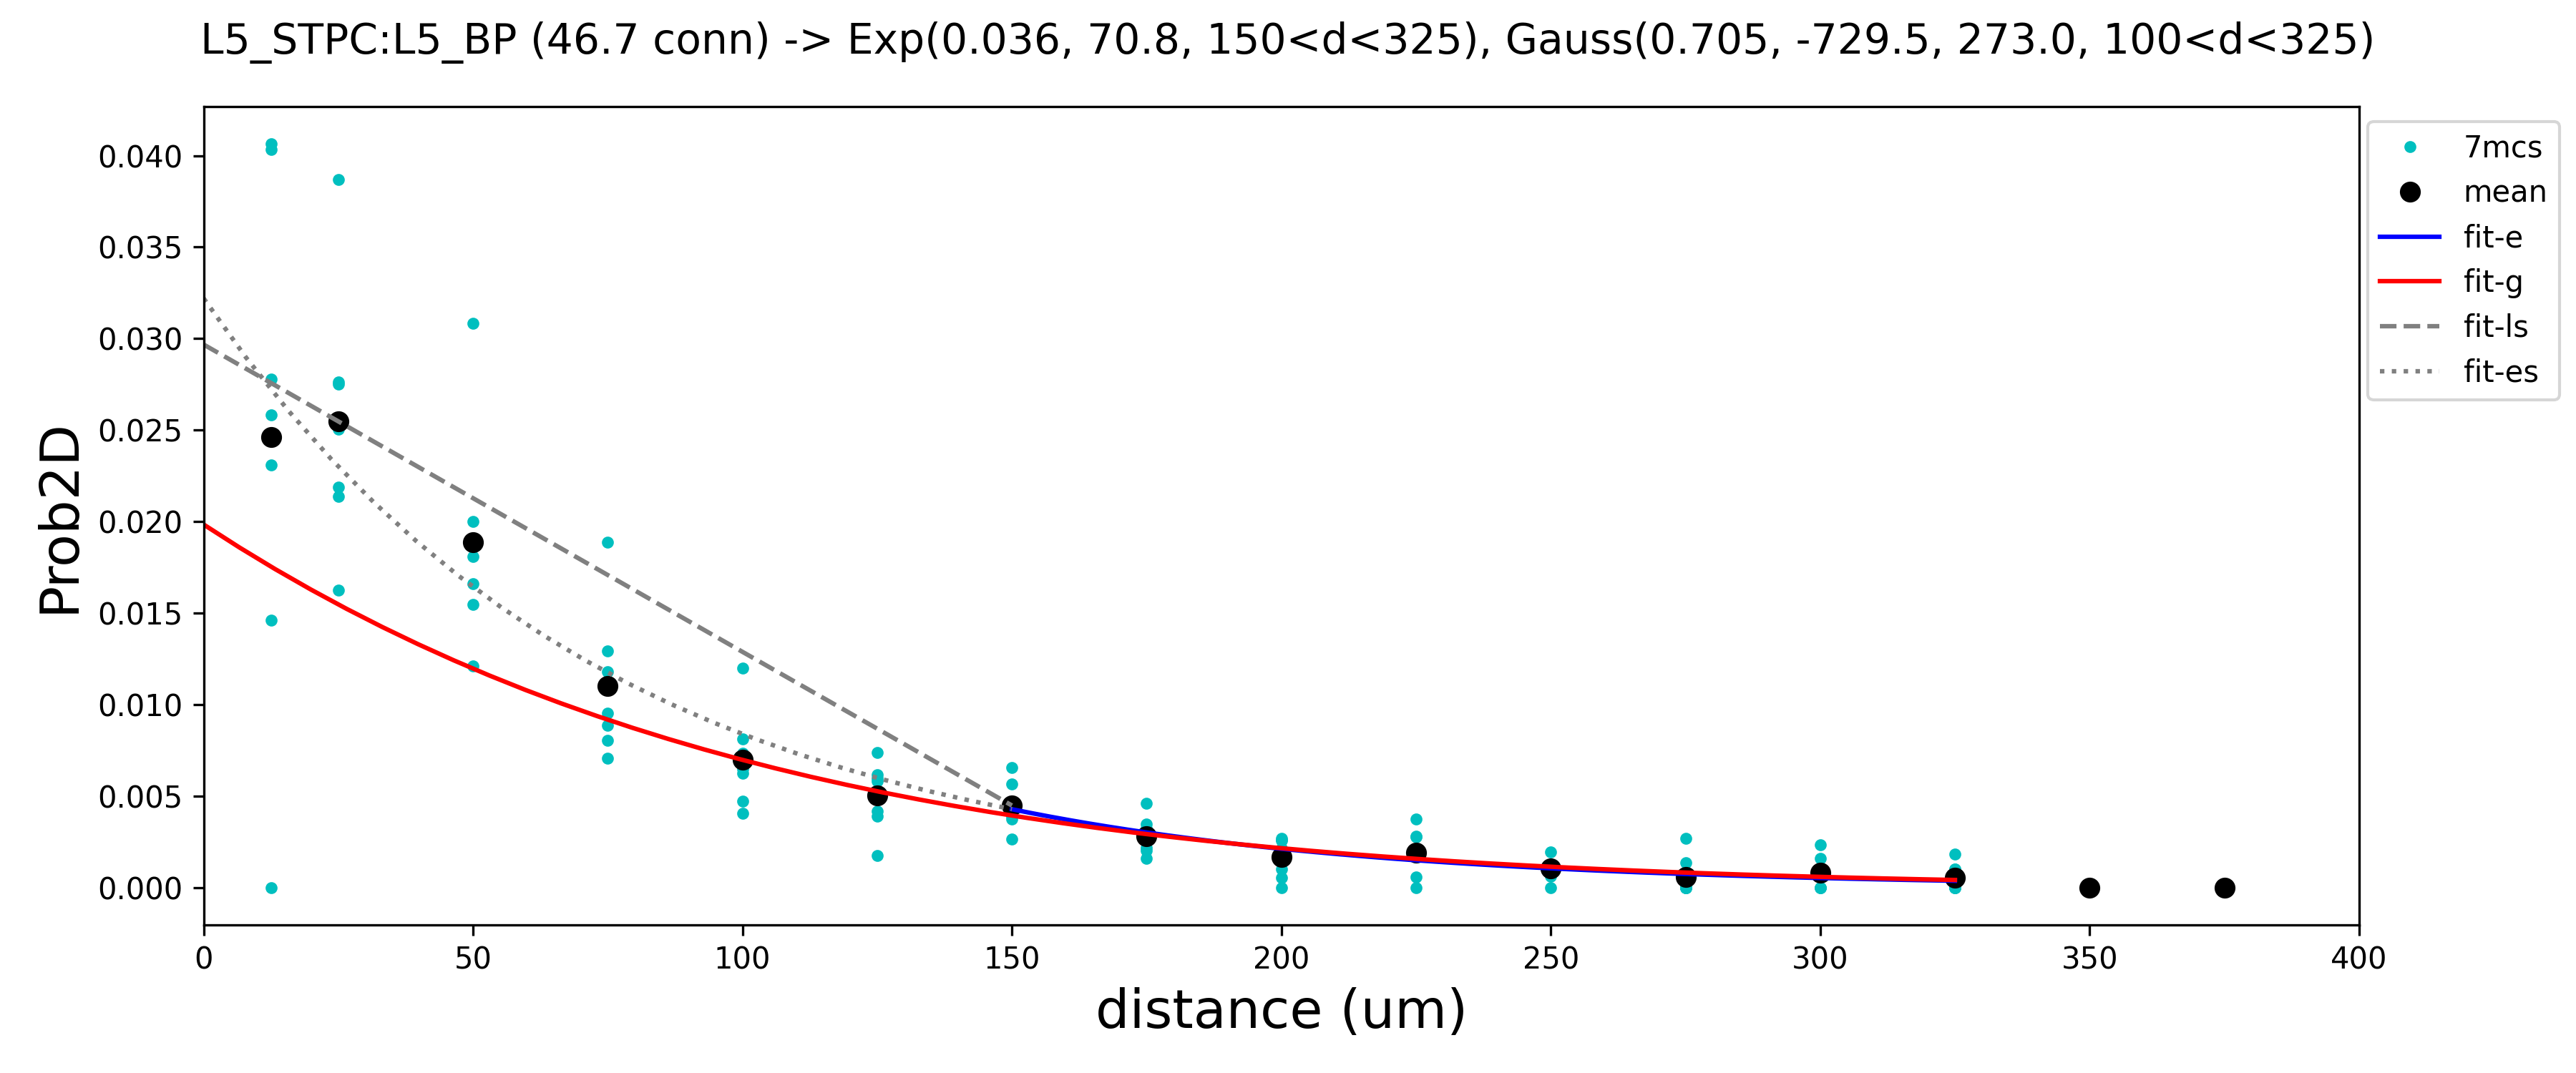 L5_STPC:L5_BP (46.7 conn) -> Exp(0.036, 70.8, 150<d<325), Gauss(0.705, -729.5, 273.0, 100<d<325)
0.040
0.035
0.030
0.025
0.020
0.015
0.010
0.005
0.000
Prob2D
0 50 100 150 200 250 300 350 400
distance (um)
7mcs
mean
fit-e
fit-g
fit-ls
fit-es